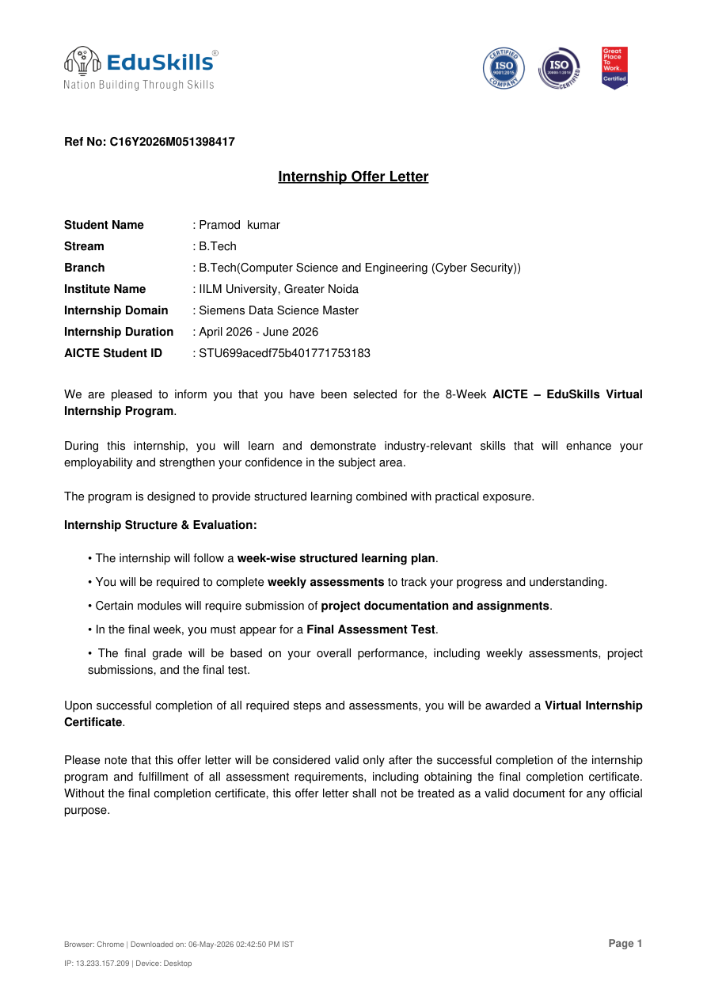 EduSkills®
Nation Building Through Skills
CERTIFIED
ISO
9001:2015
COMPANY
ISO
20000-1:2018
CERTIFIED
Great
Place
To
Work.
Certified
Ref No: C16Y2026M051398417
Internship Offer Letter
Student Name : Pramod kumar
Stream : B.Tech
Branch : B.Tech(Computer Science and Engineering (Cyber Security))
Institute Name : IILM University, Greater Noida
Internship Domain : Siemens Data Science Master
Internship Duration : April 2026 - June 2026
AICTE Student ID : STU699acedf75b401771753183
We are pleased to inform you that you have been selected for the 8-Week AICTE – EduSkills Virtual
Internship Program.
During this internship, you will learn and demonstrate industry-relevant skills that will enhance your
employability and strengthen your confidence in the subject area.
The program is designed to provide structured learning combined with practical exposure.
Internship Structure & Evaluation:
• The internship will follow a week-wise structured learning plan.
• You will be required to complete weekly assessments to track your progress and understanding.
• Certain modules will require submission of project documentation and assignments.
• In the final week, you must appear for a Final Assessment Test.
• The final grade will be based on your overall performance, including weekly assessments, project
submissions, and the final test.
Upon successful completion of all required steps and assessments, you will be awarded a Virtual Internship
Certificate.
Please note that this offer letter will be considered valid only after the successful completion of the internship
program and fulfillment of all assessment requirements, including obtaining the final completion certificate.
Without the final completion certificate, this offer letter shall not be treated as a valid document for any official
purpose.
Browser: Chrome | Downloaded on: 06-May-2026 02:42:50 PM IST
Page 1
IP: 13.233.157.209 | Device: Desktop